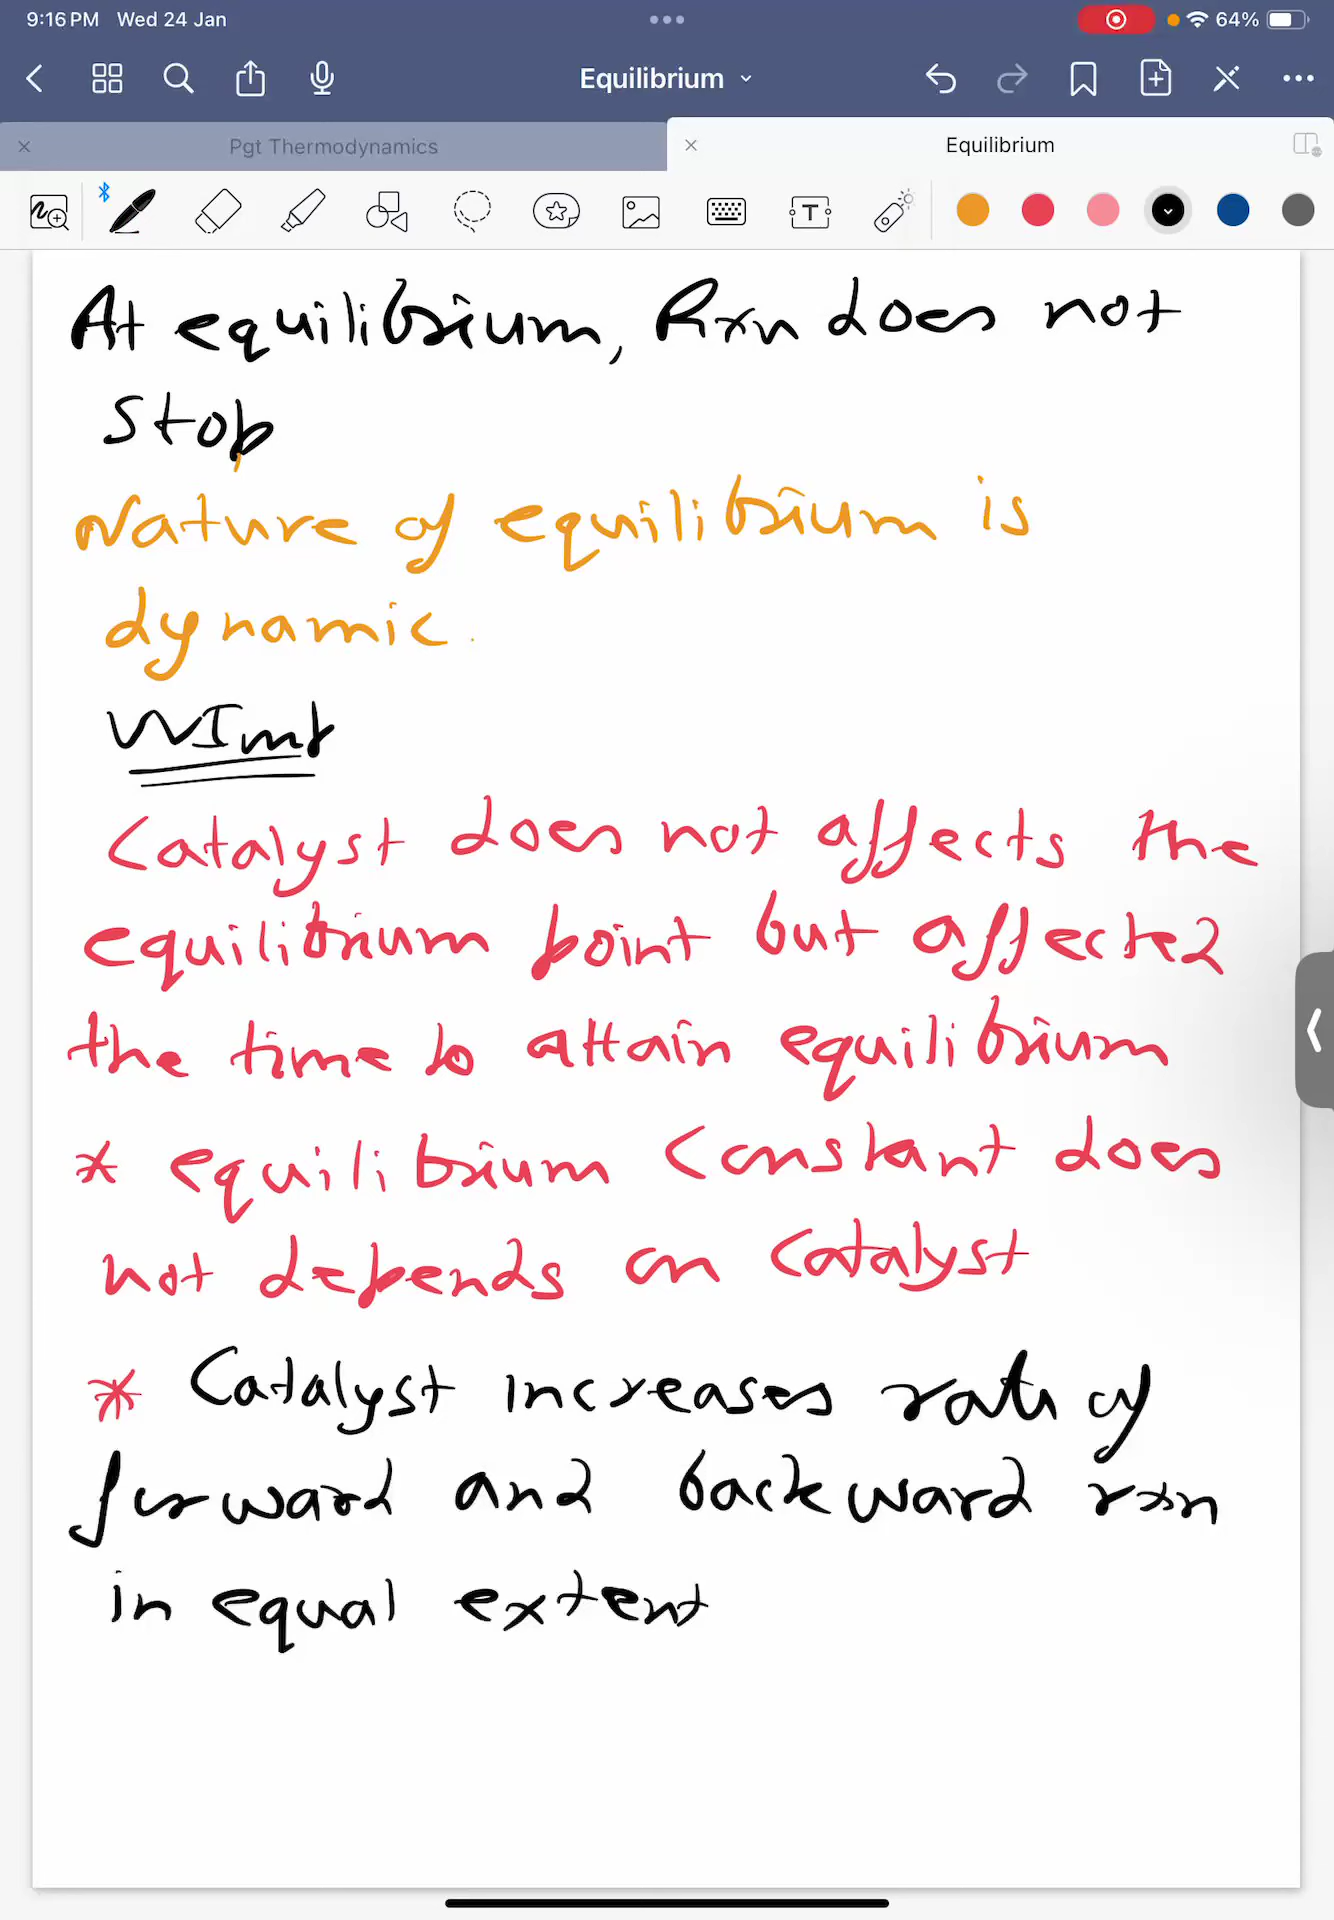 9:16 PM Wed 24 Jan
64%
Equilibrium
Pgt Thermodynamics
Equilibrium
At equilibrium, Rxn does not
stop
Nature of equilibrium is
dynamic.
VVImp
Catalyst does not affects the
equilibrium point but affected
the time to attain equilibrium
* equilibrium constant does
not depends on catalyst
* Catalyst increases rate of
forward and backward rxn
in equal extent